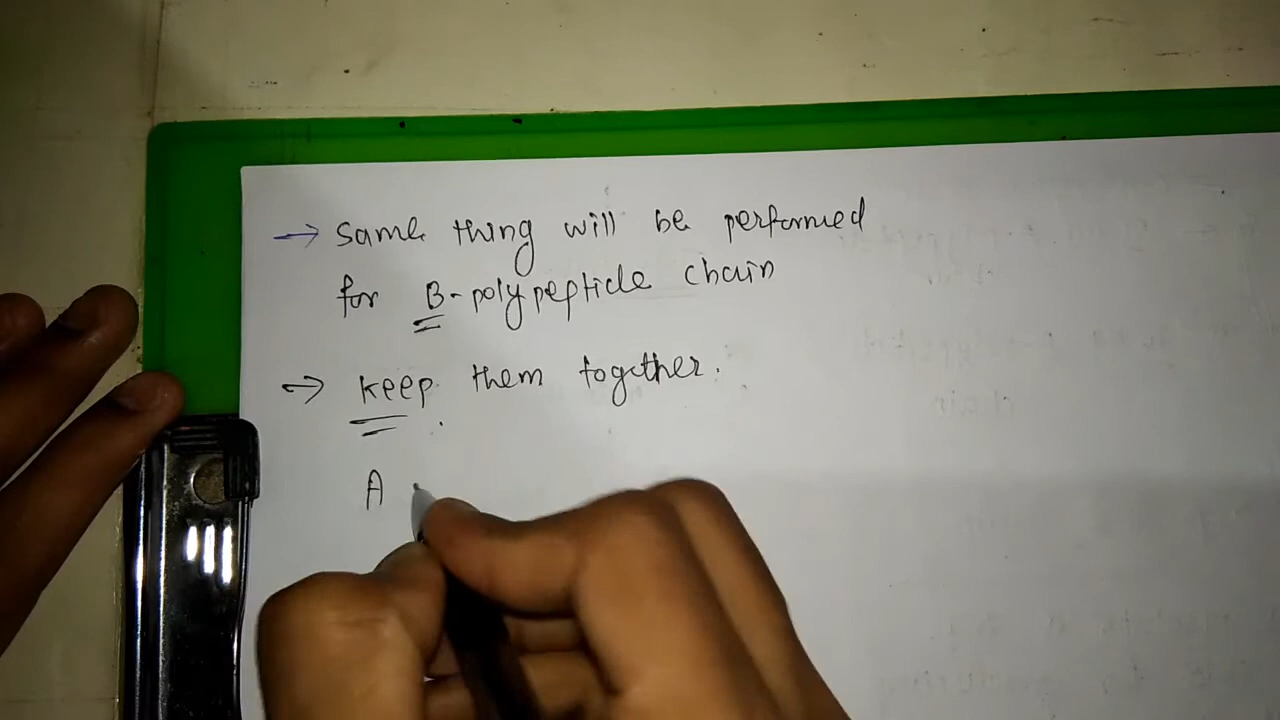 → Same thing will be performed
for B-polypeptide chain
→ Keep them together.
A